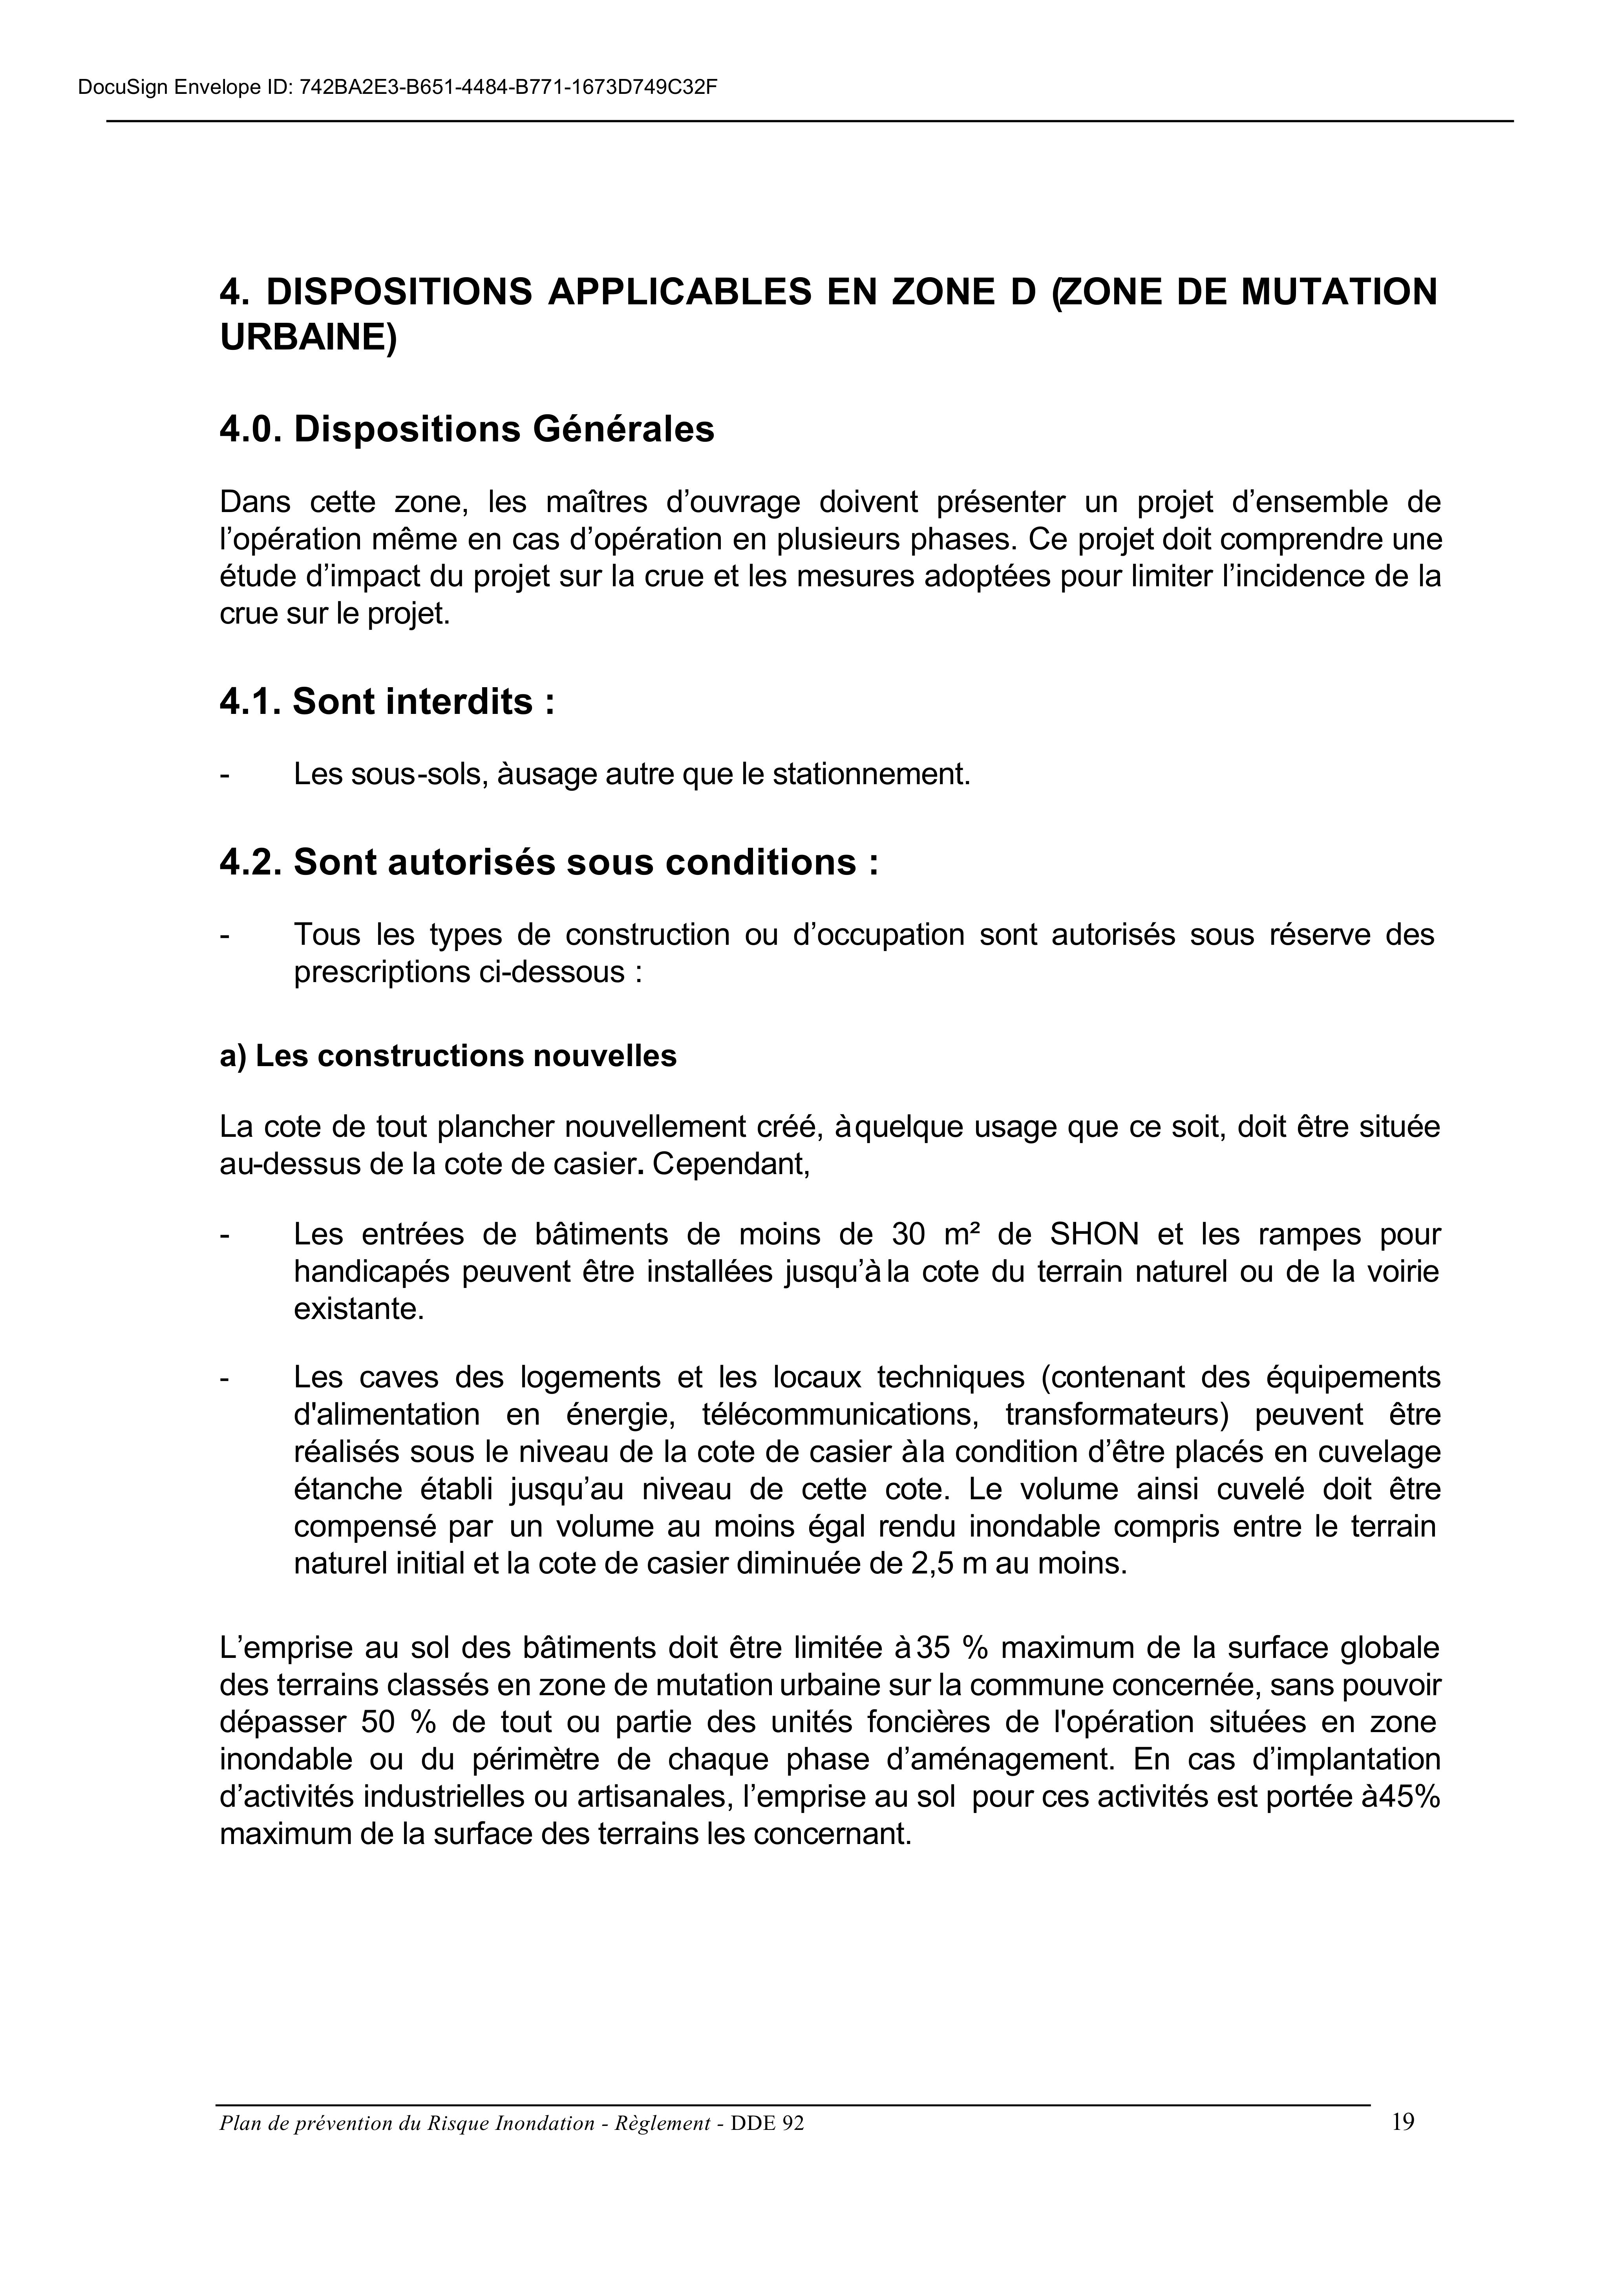 DocuSign Envelope ID: 742BA2E3-B651-4484-B771-1673D749C32F
4. DISPOSITIONS APPLICABLES EN ZONE D (ZONE DE MUTATION
URBAINE)
4.0. Dispositions Générales
Dans cette zone, les maîtres d’ouvrage doivent présenter un projet d’ensemble de
l’opération même en cas d’opération en plusieurs phases. Ce projet doit comprendre une
étude d’impact du projet sur la crue et les mesures adoptées pour limiter l’incidence de la
crue sur le projet.
4.1. Sont interdits :
- Les sous-sols, àusage autre que le stationnement.
4.2. Sont autorisés sous conditions :
- Tous les types de construction ou d’occupation sont autorisés sous réserve des
prescriptions ci-dessous :
a) Les constructions nouvelles
La cote de tout plancher nouvellement créé, àquelque usage que ce soit, doit être située
au-dessus de la cote de casier. Cependant,
- Les entrées de bâtiments de moins de 30 m² de SHON et les rampes pour
handicapés peuvent être installées jusqu’à la cote du terrain naturel ou de la voirie
existante.
- Les caves des logements et les locaux techniques (contenant des équipements
d'alimentation en énergie, télécommunications, transformateurs) peuvent être
réalisés sous le niveau de la cote de casier àla condition d’être placés en cuvelage
étanche établi jusqu’au niveau de cette cote. Le volume ainsi cuvelé doit être
compensé par un volume au moins égal rendu inondable compris entre le terrain
naturel initial et la cote de casier diminuée de 2,5 m au moins.
L’emprise au sol des bâtiments doit être limitée à 35 % maximum de la surface globale
des terrains classés en zone de mutation urbaine sur la commune concernée, sans pouvoir
dépasser 50 % de tout ou partie des unités foncières de l'opération situées en zone
inondable ou du périmètre de chaque phase d’aménagement. En cas d’implantation
d’activités industrielles ou artisanales, l’emprise au sol pour ces activités est portée à45%
maximum de la surface des terrains les concernant.
Plan de prévention du Risque Inondation - Règlement - DDE 92 19